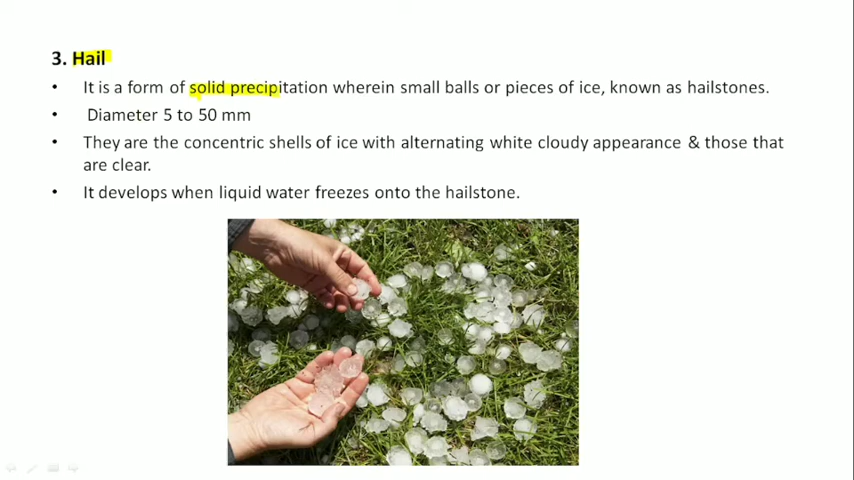 3. Hail
• It is a form of solid precipitation wherein small balls or pieces of ice, known as hailstones.
• Diameter 5 to 50 mm
• They are the concentric shells of ice with alternating white cloudy appearance & those that
are clear.
• It develops when liquid water freezes onto the hailstone.